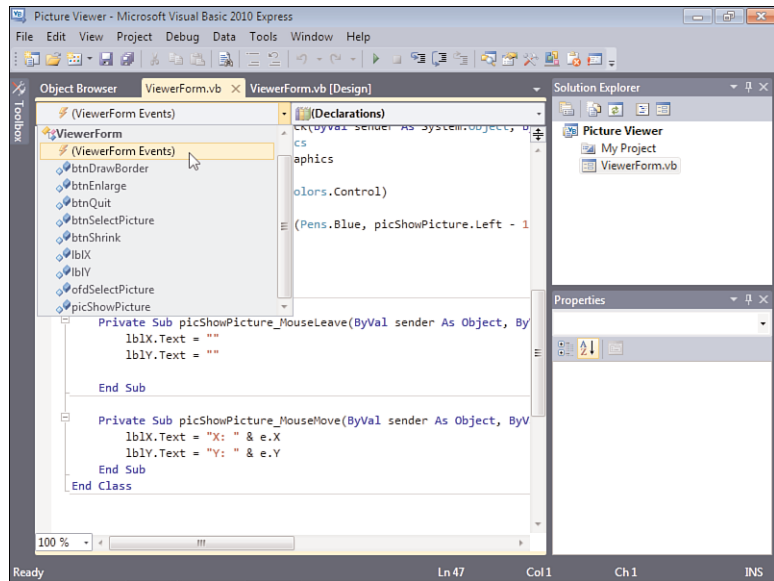 Picture Viewer - Microsoft Visual Basic 2010 Express
File Edit View Project Debug Data Tools Window Help
Toolbox
Object Browser ViewerForm.vb ViewerForm.vb [Design]
(ViewerForm Events) (Declarations)
ViewerForm
(ViewerForm Events)
btnDrawBorder
btnEnlarge
btnQuit
btnSelectPicture
btnShrink
lblX
lblY
ofdSelectPicture
picShowPicture
ck(ByVal sender As System.Object, B
cs
aphics
olors.Control)
(Pens.Blue, picShowPicture.Left - 1
Private Sub picShowPicture_MouseLeave(ByVal sender As Object, By
lblX.Text = ""
lblY.Text = ""
End Sub
Private Sub picShowPicture_MouseMove(ByVal sender As Object, ByV
lblX.Text = "X: " & e.X
lblY.Text = "Y: " & e.Y
End Sub
End Class
100 %
Solution Explorer
Picture Viewer
My Project
ViewerForm.vb
Properties
Ready Ln 47 Col 1 Ch 1 INS